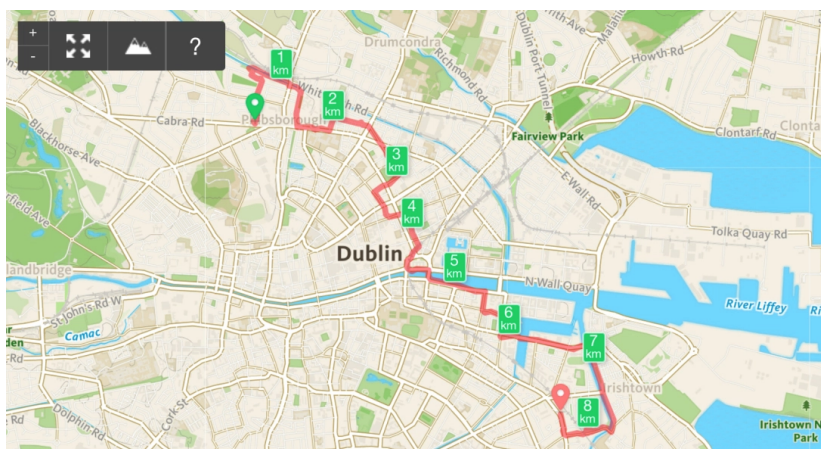 +
-
?
Drumcondra
Howth Rd
Dublin Port Tunnel
Richmond Rd
1
km
2
km
Cabra Rd
Fairview Park
Clontarf Rd
Blackhorse Ave
3
km
E Wall Rd
4
km
Tolka Quay Rd
Dublin
5
km
N Wall Quay
River Liffey
St John's Rd W
Camac
6
km
7
km
Irishtown
8
km
Cork St
Dolphin Rd
Irishtown N
Park